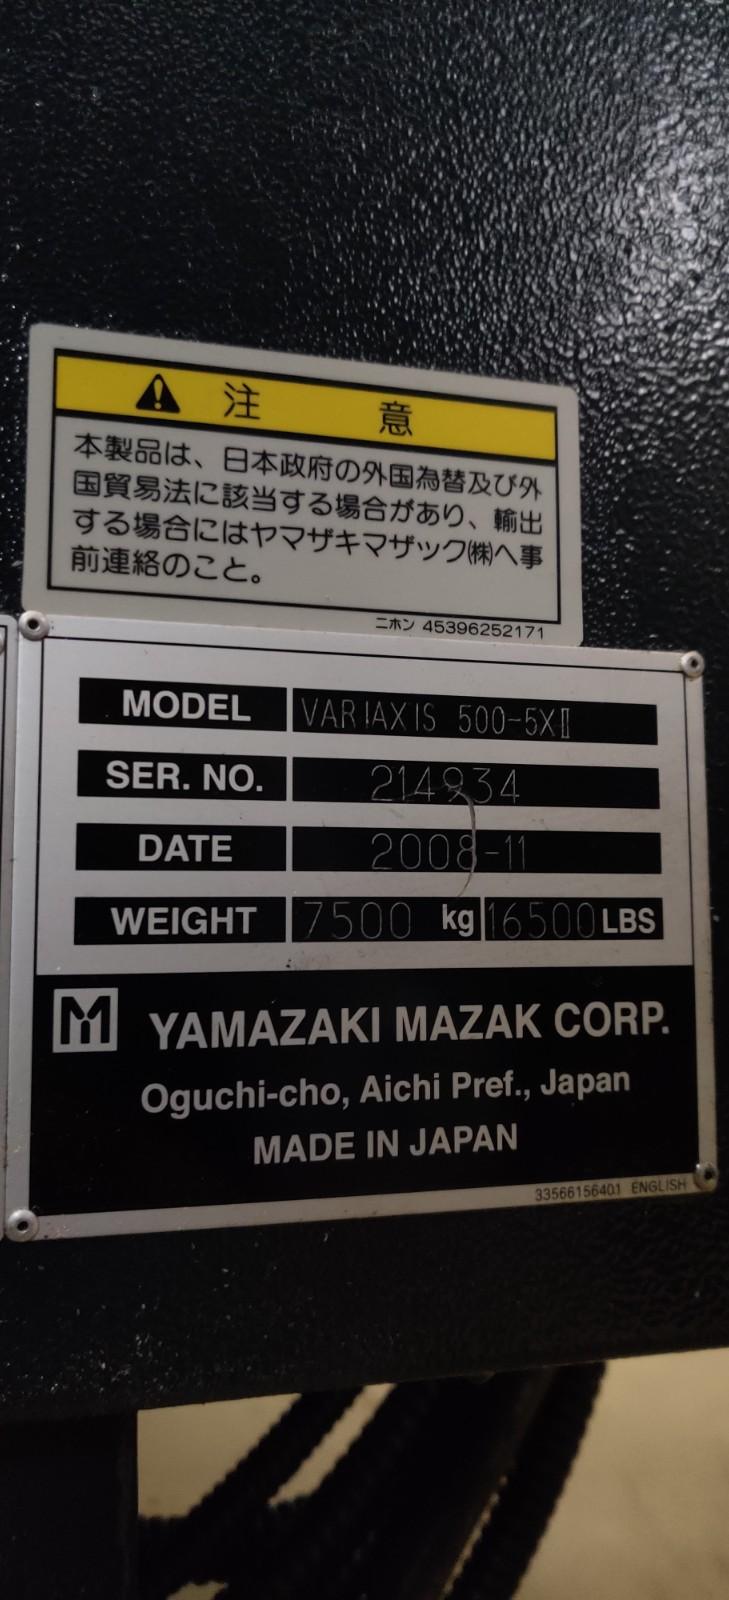 注 意
本製品は、日本政府の外国為替及び外
国貿易法に該当する場合があり、輸出
する場合にはヤマザキマザック㈱へ事
前連絡のこと。
ニホン 45396252171
MODEL VARIAXIS 500-5XⅡ
SER. NO. 214934
DATE 2008-11
WEIGHT 7500 kg 16500 LBS
YAMAZAKI MAZAK CORP.
Oguchi-cho, Aichi Pref., Japan
MADE IN JAPAN
33566156401 ENGLISH